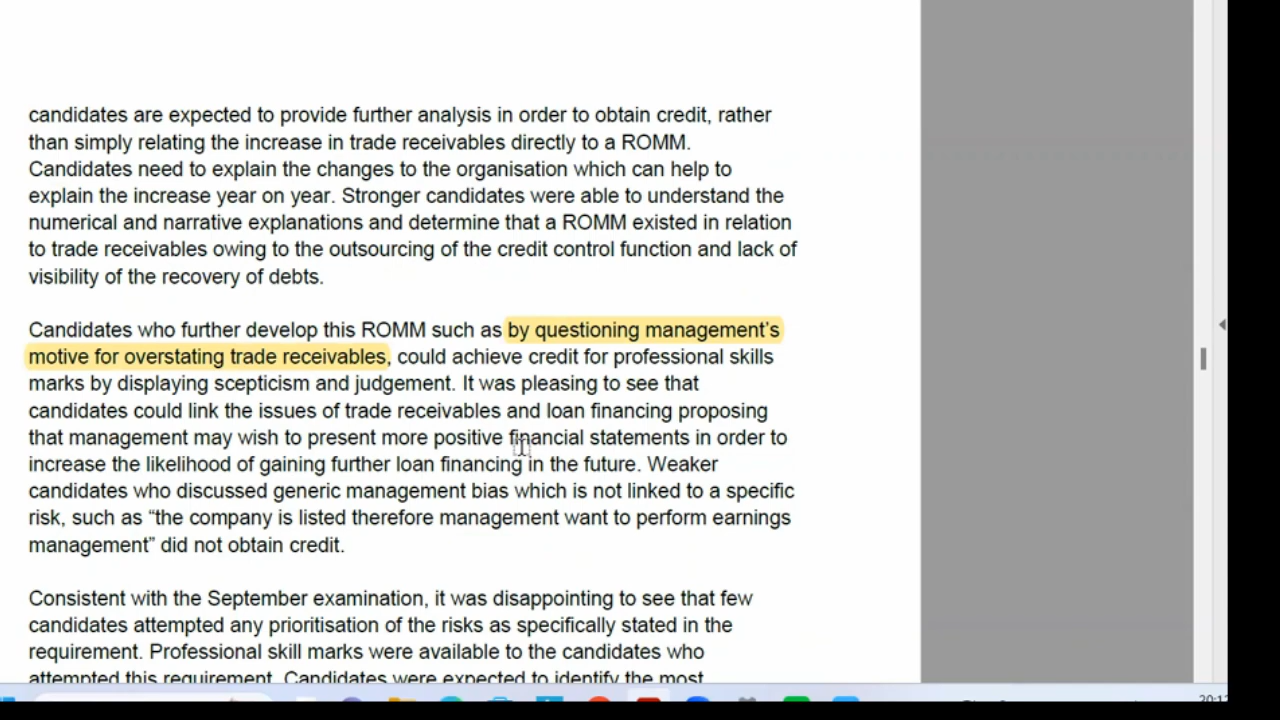 candidates are expected to provide further analysis in order to obtain credit, rather
than simply relating the increase in trade receivables directly to a ROMM.
Candidates need to explain the changes to the organisation which can help to
explain the increase year on year. Stronger candidates were able to understand the
numerical and narrative explanations and determine that a ROMM existed in relation
to trade receivables owing to the outsourcing of the credit control function and lack of
visibility of the recovery of debts.
Candidates who further develop this ROMM such as by questioning management's
motive for overstating trade receivables, could achieve credit for professional skills
marks by displaying scepticism and judgement. It was pleasing to see that
candidates could link the issues of trade receivables and loan financing proposing
that management may wish to present more positive financial statements in order to
increase the likelihood of gaining further loan financing in the future. Weaker
candidates who discussed generic management bias which is not linked to a specific
risk, such as “the company is listed therefore management want to perform earnings
management” did not obtain credit.
Consistent with the September examination, it was disappointing to see that few
candidates attempted any prioritisation of the risks as specifically stated in the
requirement. Professional skill marks were available to the candidates who
attempted this requirement. Candidates were expected to identify the most